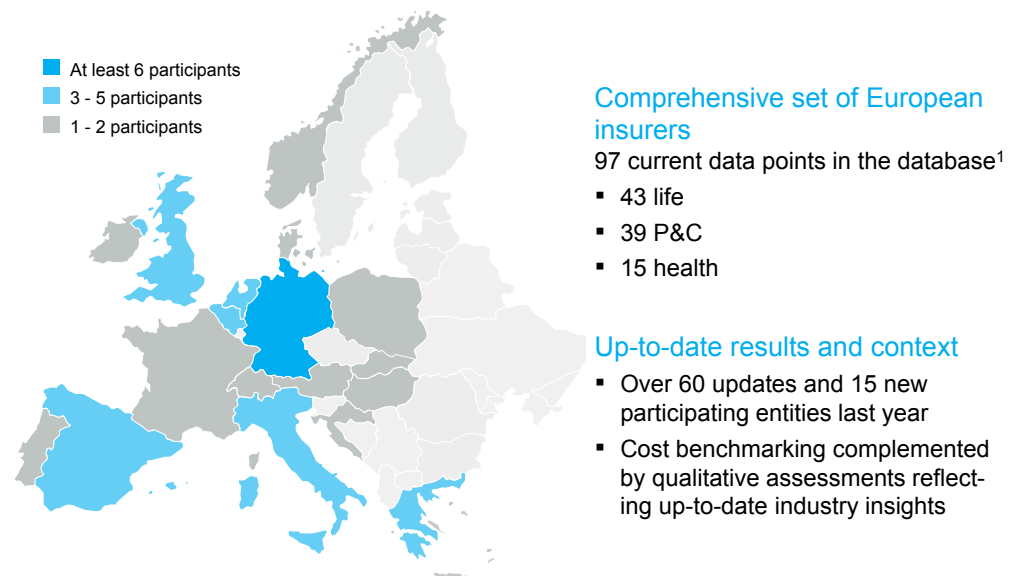 At least 6 participants
3 - 5 participants
1 - 2 participants
Comprehensive set of European
insurers
97 current data points in the database1
▪ 43 life
▪ 39 P&C
▪ 15 health
Up-to-date results and context
▪ Over 60 updates and 15 new
participating entities last year
▪ Cost benchmarking complemented
by qualitative assessments reflect-
ing up-to-date industry insights